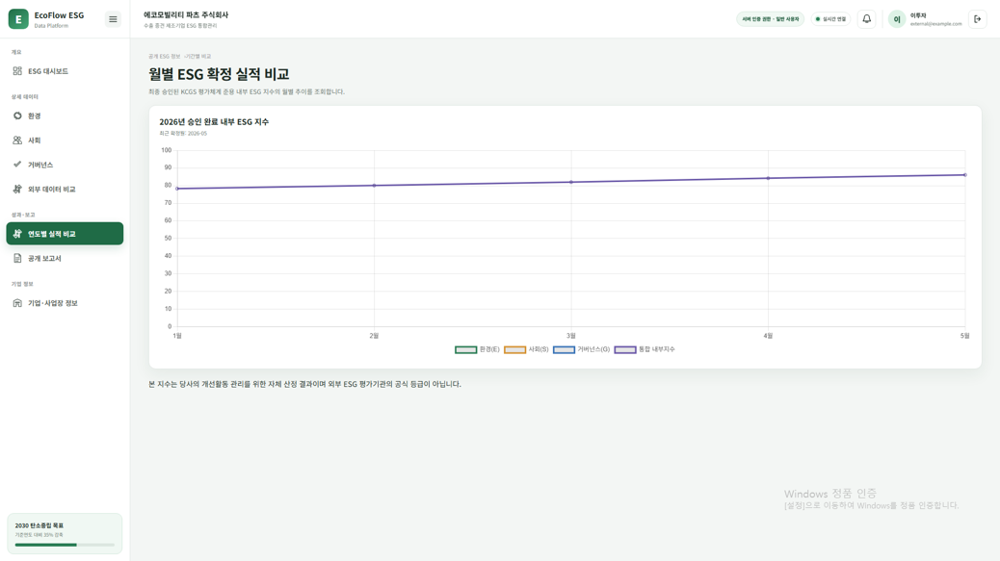 E
EcoFlow ESG
Data Platform
에코모빌리티 파츠 주식회사
수출 중견 제조기업 ESG 통합관리
서버 인증 권한 · 일반 사용자
실시간 연결
이
이투자
external@example.com
개요
ESG 대시보드
상세 데이터
환경
사회
거버넌스
외부 데이터 비교
성과·보고
연도별 실적 비교
공개 보고서
기업 정보
기업·사업장 정보
2030 탄소중립 목표
기준연도 대비 35% 감축
공개 ESG 정보 › 기간별 비교
월별 ESG 확정 실적 비교
최종 승인된 KCGS 평가체계 준용 내부 ESG 지수의 월별 추이를 조회합니다.
2026년 승인 완료 내부 ESG 지수
최근 확정월: 2026-05
100
90
80
70
60
50
40
30
20
10
0
1월
2월
3월
4월
5월
환경(E)
사회(S)
거버넌스(G)
통합 내부지수
본 지수는 당사의 개선활동 관리를 위한 자체 산정 결과이며 외부 ESG 평가기관의 공식 등급이 아닙니다.
Windows 정품 인증
[설정]으로 이동하여 Windows를 정품 인증합니다.